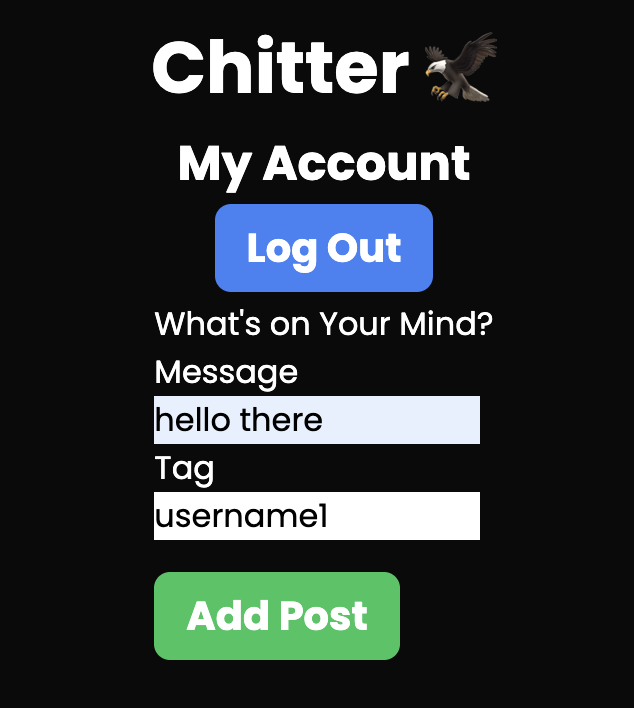 Chitter
My Account
Log Out
What's on Your Mind?
Message
hello there
Tag
username1
Add Post